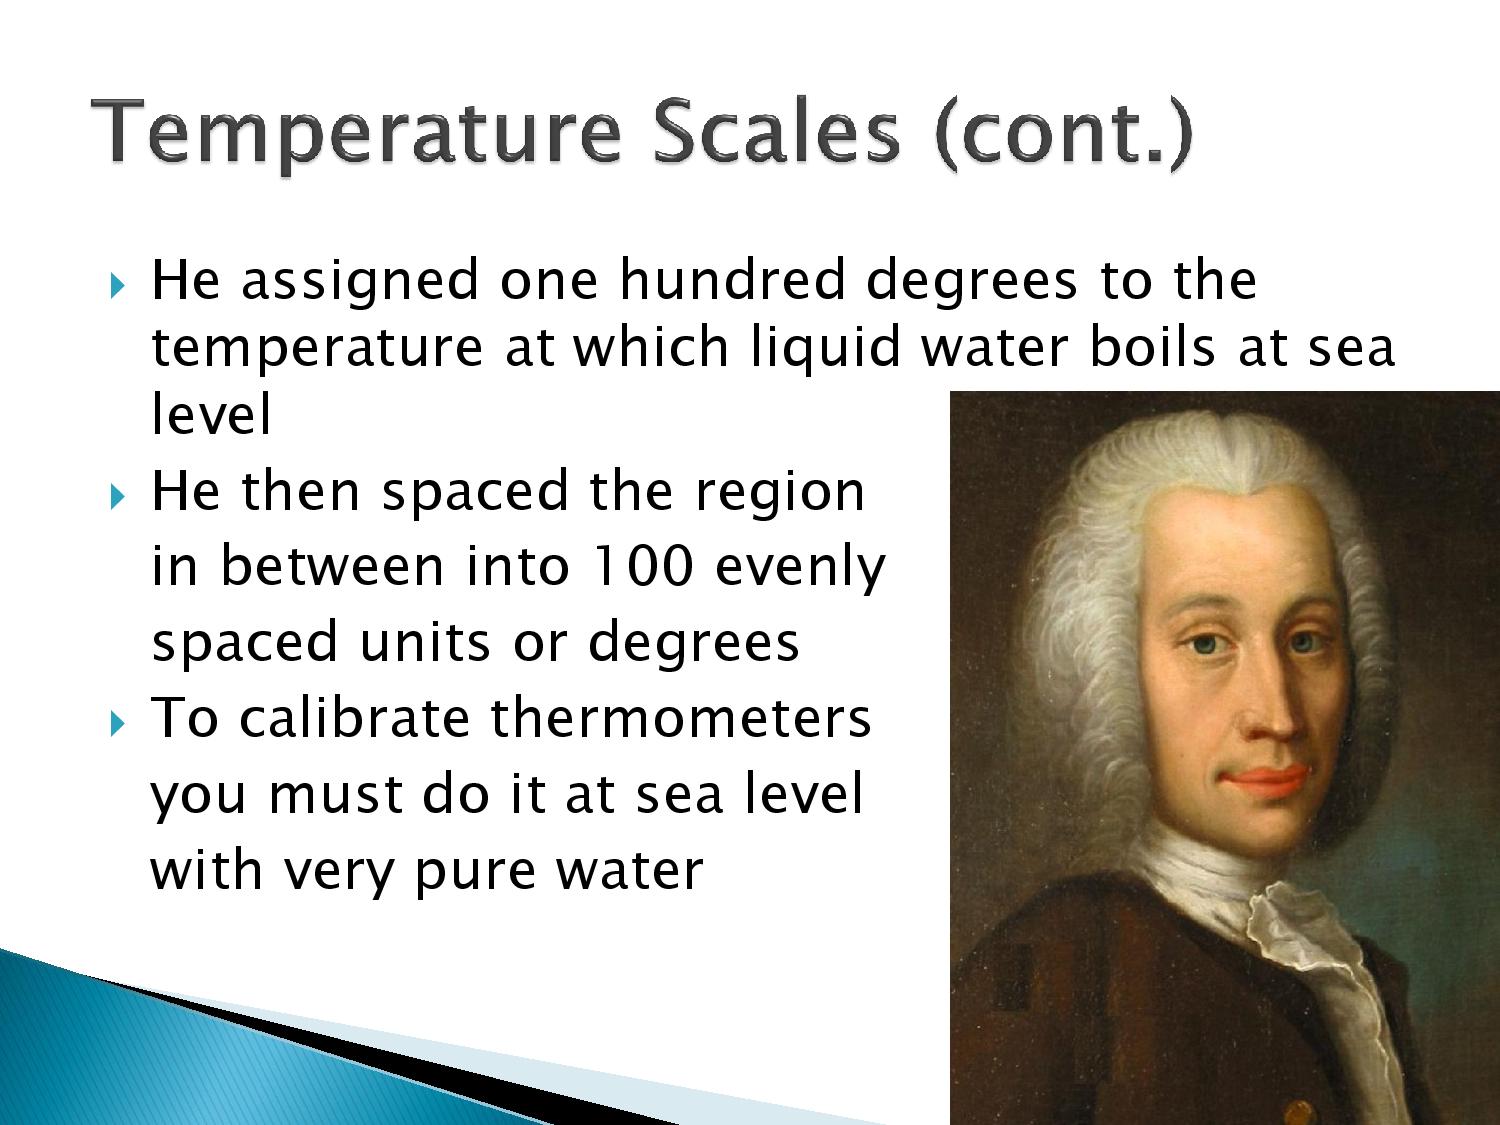 Temperature Scales (cont.)
He assigned one hundred degrees to the
temperature at which liquid water boils at sea
level
He then spaced the region
in between into 100 evenly
spaced units or degrees
To calibrate thermometers
you must do it at sea level
with very pure water